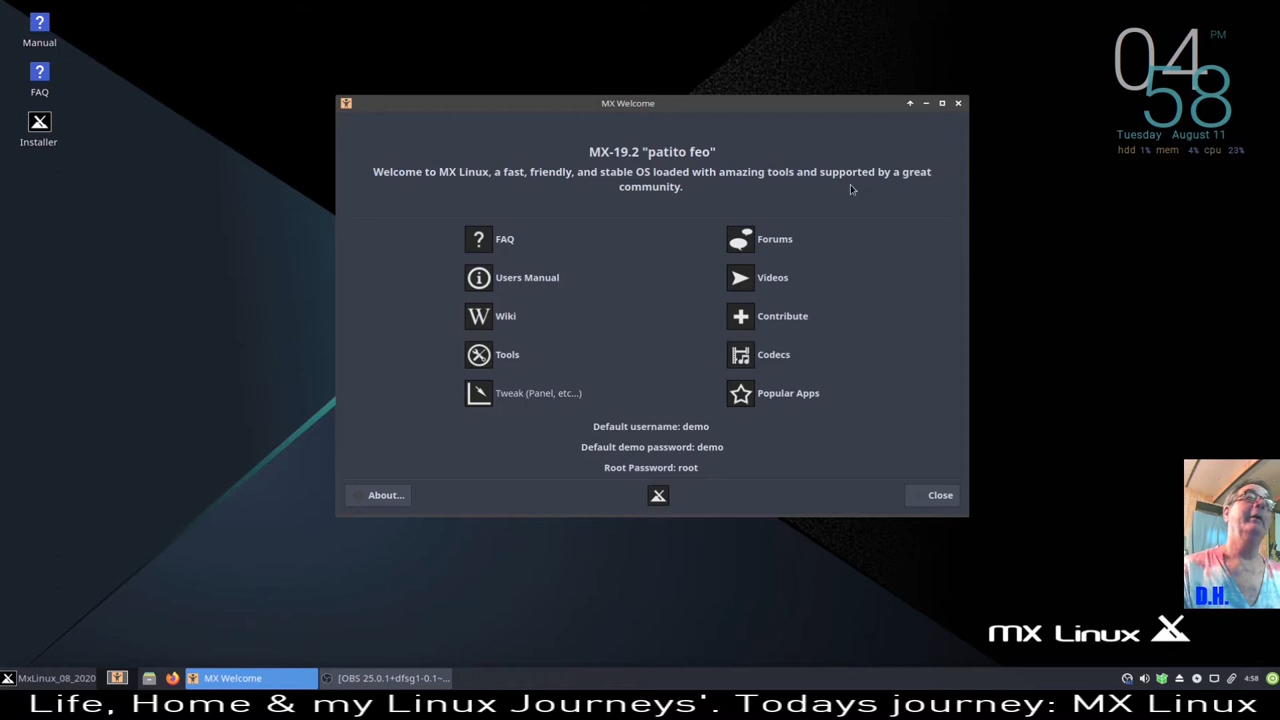 Manual
FAQ
Installer
04 PM
58
Tuesday August 11
hdd 1% mem 4% cpu 23%
MX Welcome
MX-19.2 "patito feo"
Welcome to MX Linux, a fast, friendly, and stable OS loaded with amazing tools and supported by a great
community.
FAQ
Forums
Users Manual
Videos
Wiki
Contribute
Tools
Codecs
Tweak (Panel, etc...)
Popular Apps
Default username: demo
Default demo password: demo
Root Password: root
About...
Close
D.H.
MX Linux
MxLinux_08_2020
MX Welcome
[OBS 25.0.1+dfsg1-0.1~...
4:58
Life, Home & my Linux Journeys'. Todays journey: MX Linux